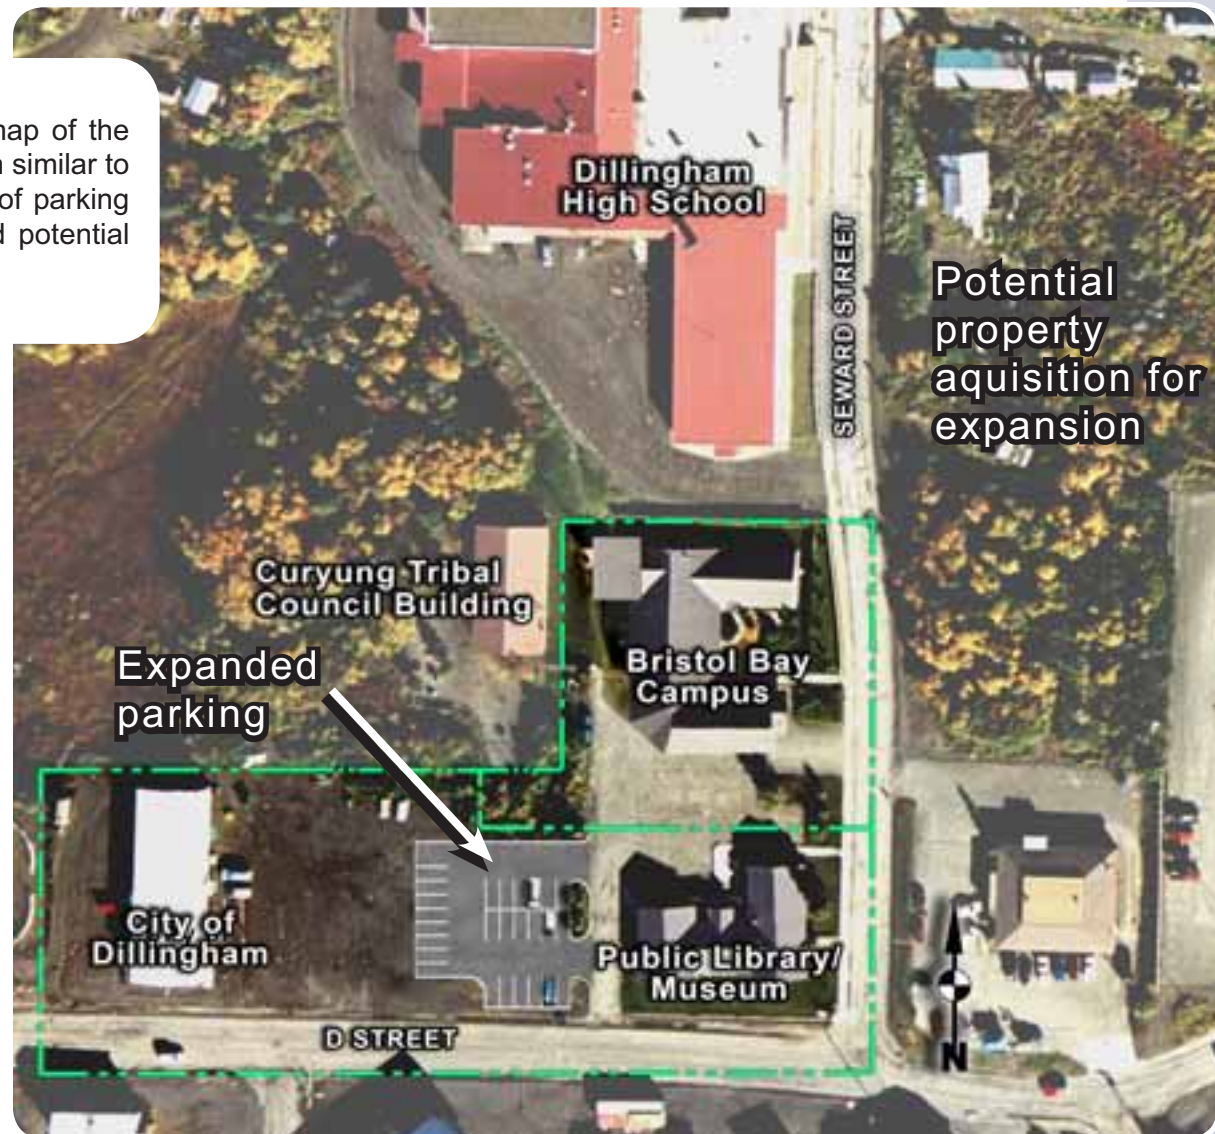 map of the
similar to
of parking
potential
Dillingham
High School
SEWARD STREET
Potential
property
aquisition for
expansion
Curyung Tribal
Council Building
Bristol Bay
Campus
Expanded
parking
City of
Dillingham
Public Library/
Museum
D STREET
N